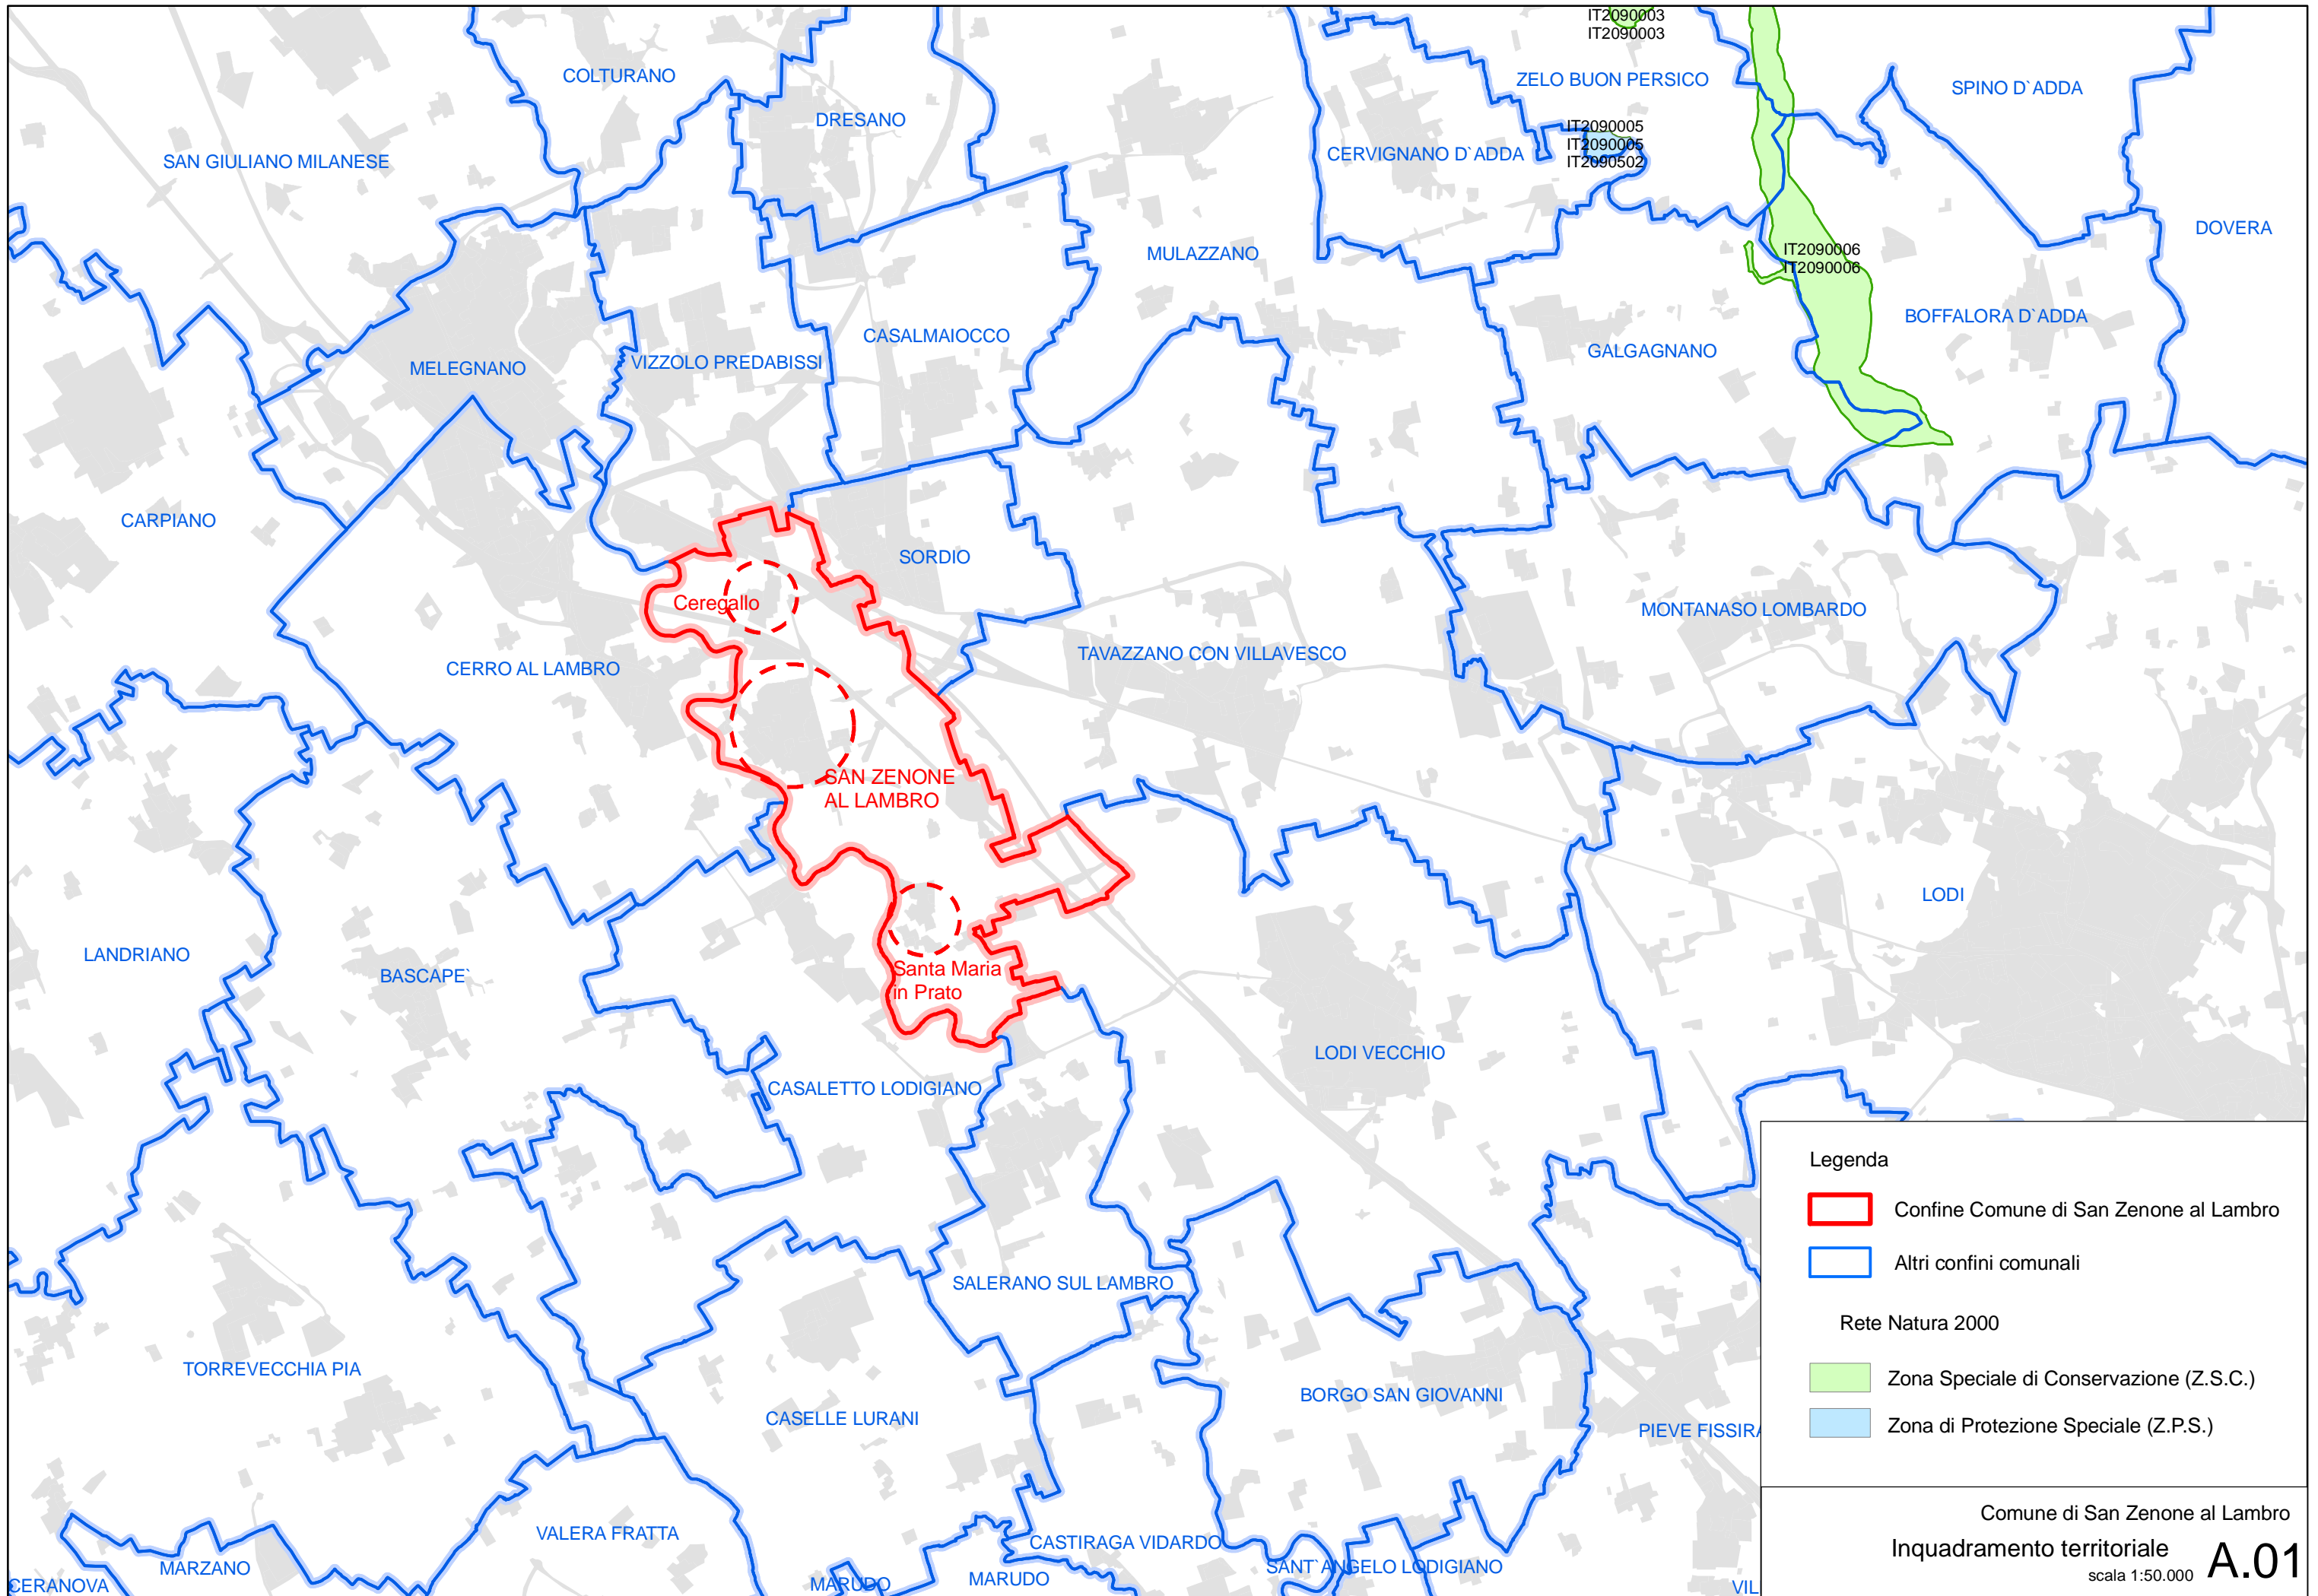 IT2090003
IT2090003
COLTURANO
ZELO BUON PERSICO
SPINO D`ADDA
DRESANO
IT2090005
IT2090005
IT2090502
SAN GIULIANO MILANESE
CERVIGNANO D`ADDA
DOVERA
MULAZZANO
IT2090006
IT2090006
BOFFALORA D`ADDA
CASALMAIOCCO
GALGAGNANO
MELEGNANO
VIZZOLO PREDABISSI
CARPIANO
SORDIO
Ceregallo
MONTANASO LOMBARDO
CERRO AL LAMBRO
TAVAZZANO CON VILLAVESCO
SAN ZENONE
AL LAMBRO
LODI
LANDRIANO
BASCAPE`
Santa Maria
in Prato
LODI VECCHIO
CASALETTO LODIGIANO
SALERANO SUL LAMBRO
TORREVECCHIA PIA
CASELLE LURANI
BORGO SAN GIOVANNI
PIEVE FISSIRA
VALERA FRATTA
CASTIRAGA VIDARDO
MARZANO
SANT`ANGELO LODIGIANO
CERANOVA
MARUDO
MARUDO
VIL
Legenda
Confine Comune di San Zenone al Lambro
Altri confini comunali
Rete Natura 2000
Zona Speciale di Conservazione (Z.S.C.)
Zona di Protezione Speciale (Z.P.S.)
Comune di San Zenone al Lambro
Inquadramento territoriale
scala 1:50.000
A.01